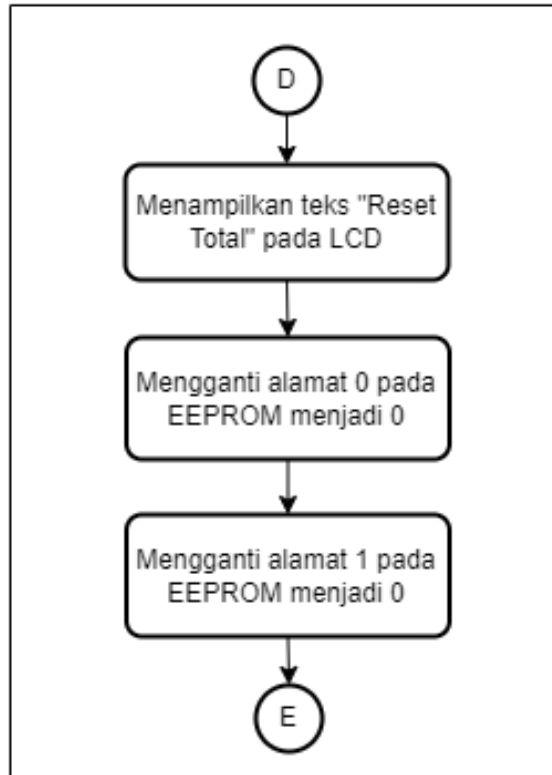 D
Menampilkan teks "Reset
Total" pada LCD
Mengganti alamat 0 pada
EEPROM menjadi 0
Mengganti alamat 1 pada
EEPROM menjadi 0
E